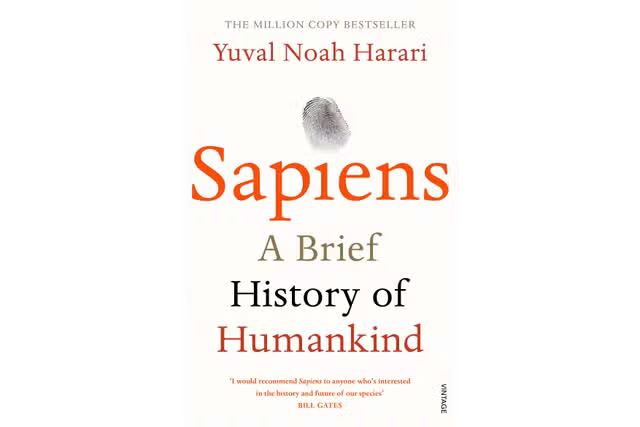 THE MILLION COPY BESTSELLER
Yuval Noah Harari
Sapiens
A Brief
History of
Humankind
'I would recommend Sapiens to anyone who's interested
in the history and future of our species'
BILL GATES
VINTAGE